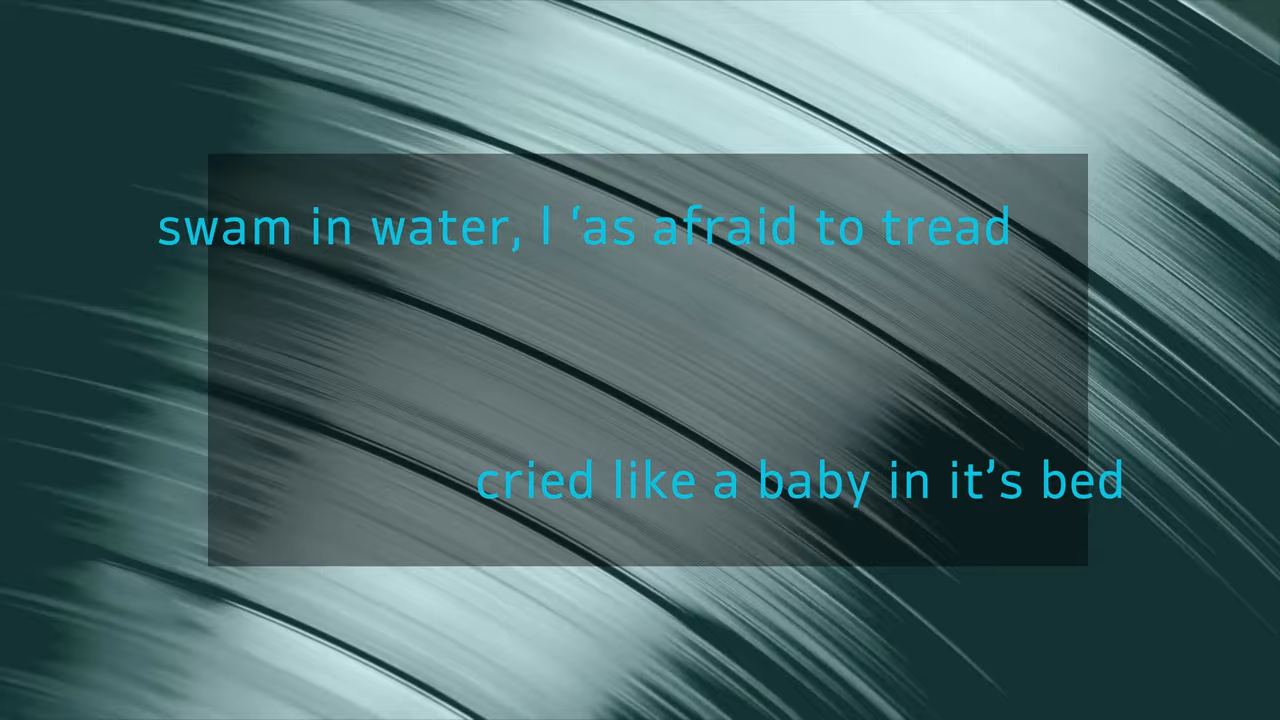 swam in water, I ‘as afraid to tread
cried like a baby in it’s bed